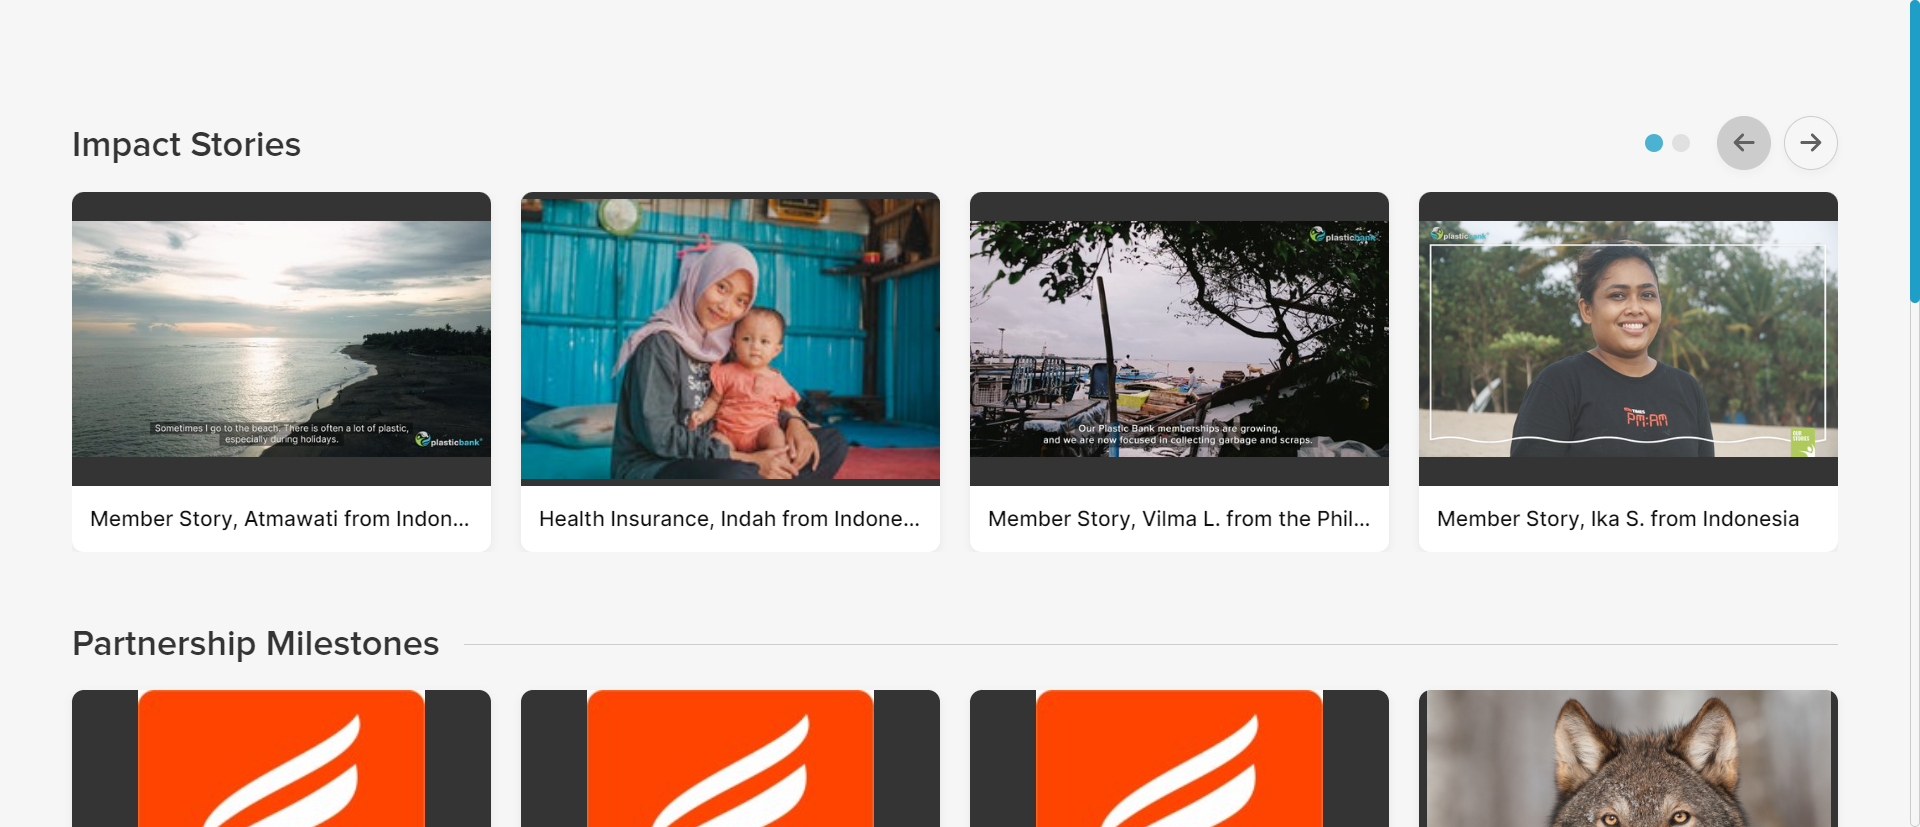 Impact Stories
Sometimes I go to the beach. There is often a lot of plastic,
especially during holidays.
plasticbank
plasticbank
Our Plastic Bank memberships are growing,
and we are now focused in collecting garbage and scraps.
plasticbank
PM:AM
OUR
STORIES
Member Story, Atmawati from Indon...
Health Insurance, Indah from Indone...
Member Story, Vilma L. from the Phil...
Member Story, Ika S. from Indonesia
Partnership Milestones